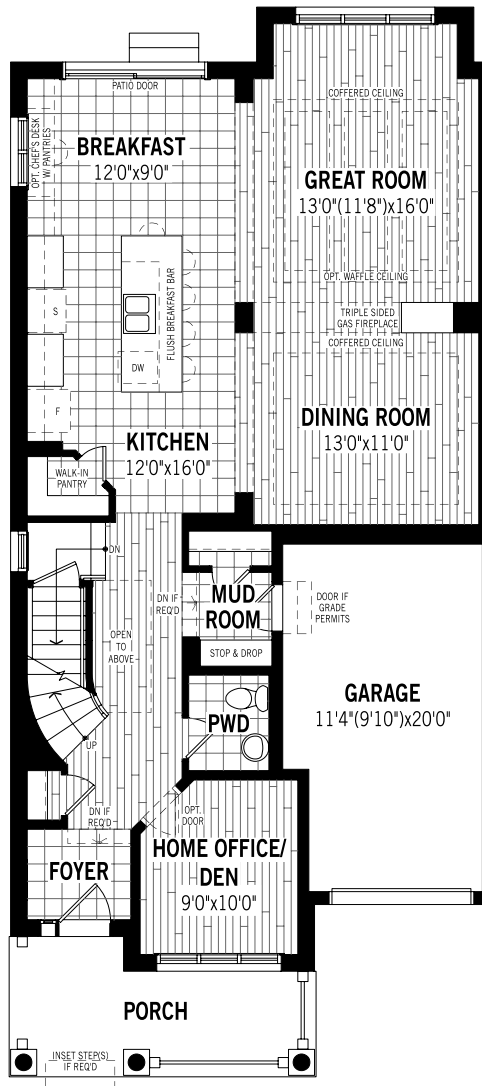 PATIO DOOR
COFFERED CEILING
OPT. CHEF'S DESK
W/ PANTRIES
BREAKFAST
12'0"x9'0"
GREAT ROOM
13'0"(11'8")x16'0"
OPT. WAFFLE CEILING
S
FLUSH BREAKFAST BAR
TRIPLE SIDED
GAS FIREPLACE
COFFERED CEILING
DW
F
DINING ROOM
13'0"x11'0"
KITCHEN
12'0"x16'0"
WALK-IN
PANTRY
DN
DN IF
REQ'D
MUD
ROOM
DOOR IF
GRADE
PERMITS
OPEN
TO
ABOVE
STOP & DROP
GARAGE
11'4"(9'10")x20'0"
PWD
UP
DN IF
REQ'D
OPT.
DOOR
HOME OFFICE/
DEN
9'0"x10'0"
FOYER
PORCH
INSET STEP(S)
IF REQ'D